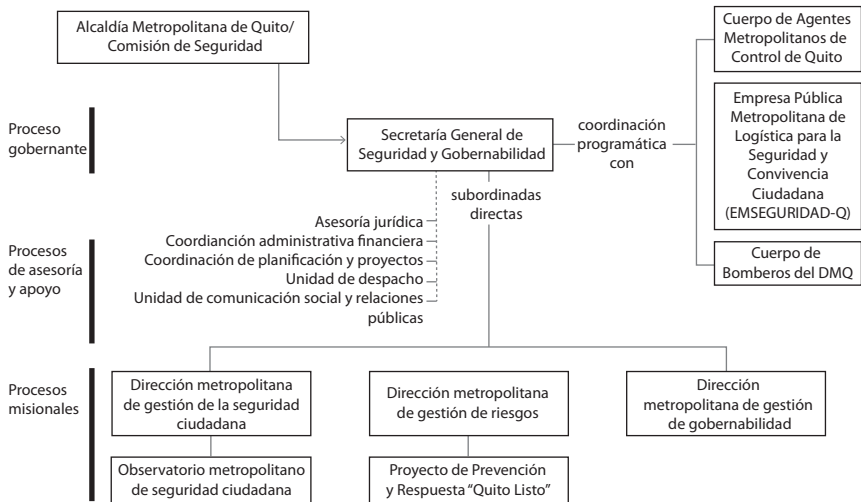 Alcaldía Metropolitana de Quito/
Comisión de Seguridad
Cuerpo de Agentes
Metropolitanos de
Control de Quito
Proceso
gobernante
Secretaría General de
Seguridad y Gobernabilidad
coordinación
programática
con
Empresa Pública
Metropolitana de
Logística para la
Seguridad y
Convivencia
Ciudadana
(EMSEGURIDAD-Q)
subordinadas
directas
Procesos
de asesoría
y apoyo
Asesoría jurídica
Coordianción administrativa financiera
Coordinación de planificación y proyectos
Unidad de despacho
Unidad de comunicación social y relaciones
públicas
Cuerpo de
Bomberos del DMQ
Procesos
misionales
Dirección metropolitana
de gestión de la seguridad
ciudadana
Dirección metropolitana
de gestión de riesgos
Dirección
metropolitana de gestión
de gobernabilidad
Observatorio metropolitano
de seguridad ciudadana
Proyecto de Prevención
y Respuesta “Quito Listo”